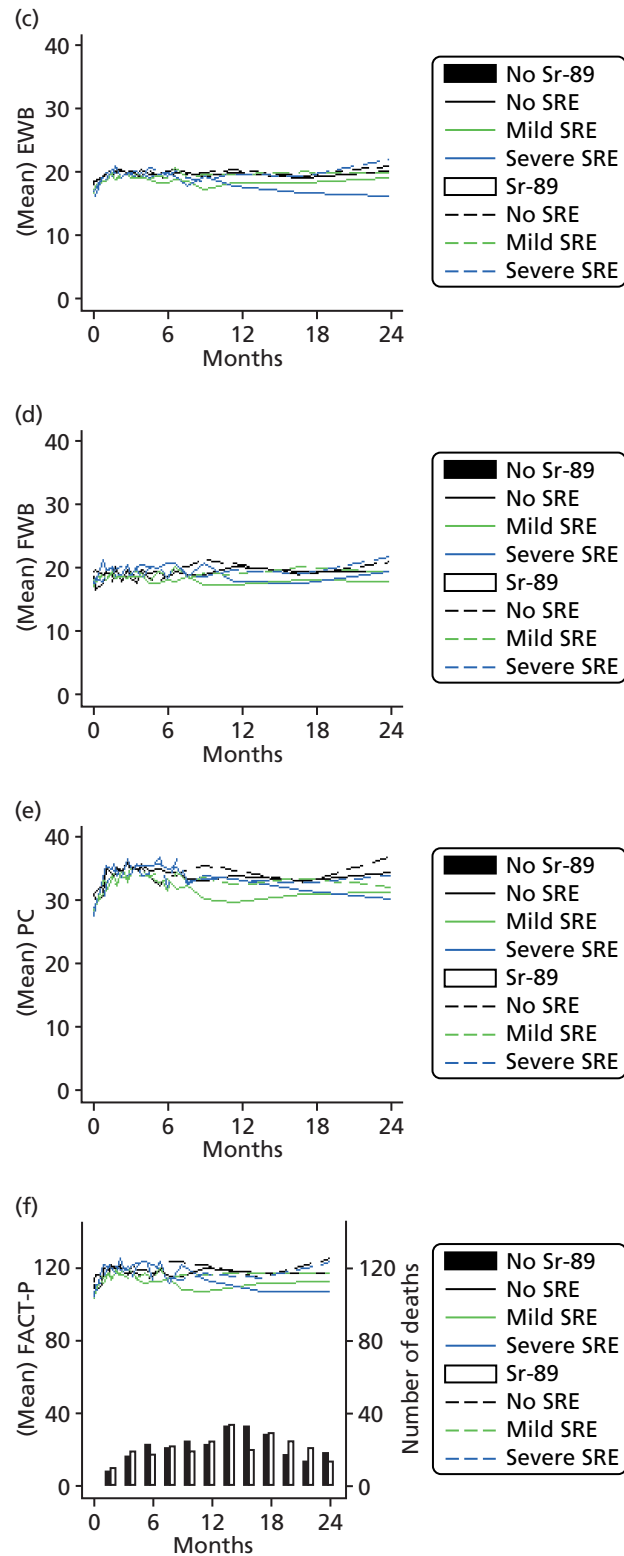 (c)
40
30
20
10
0
(Mean) EWB
0 6 12 18 24
Months
No Sr-89
No SRE
Mild SRE
Severe SRE
Sr-89
No SRE
Mild SRE
Severe SRE
(d)
40
30
20
10
0
(Mean) FWB
0 6 12 18 24
Months
No Sr-89
No SRE
Mild SRE
Severe SRE
Sr-89
No SRE
Mild SRE
Severe SRE
(e)
40
30
20
10
0
(Mean) PC
0 6 12 18 24
Months
No Sr-89
No SRE
Mild SRE
Severe SRE
Sr-89
No SRE
Mild SRE
Severe SRE
(f)
120
80
40
0
(Mean) FACT-P
120
80
40
0
Number of deaths
0 6 12 18 24
Months
No Sr-89
No SRE
Mild SRE
Severe SRE
Sr-89
No SRE
Mild SRE
Severe SRE